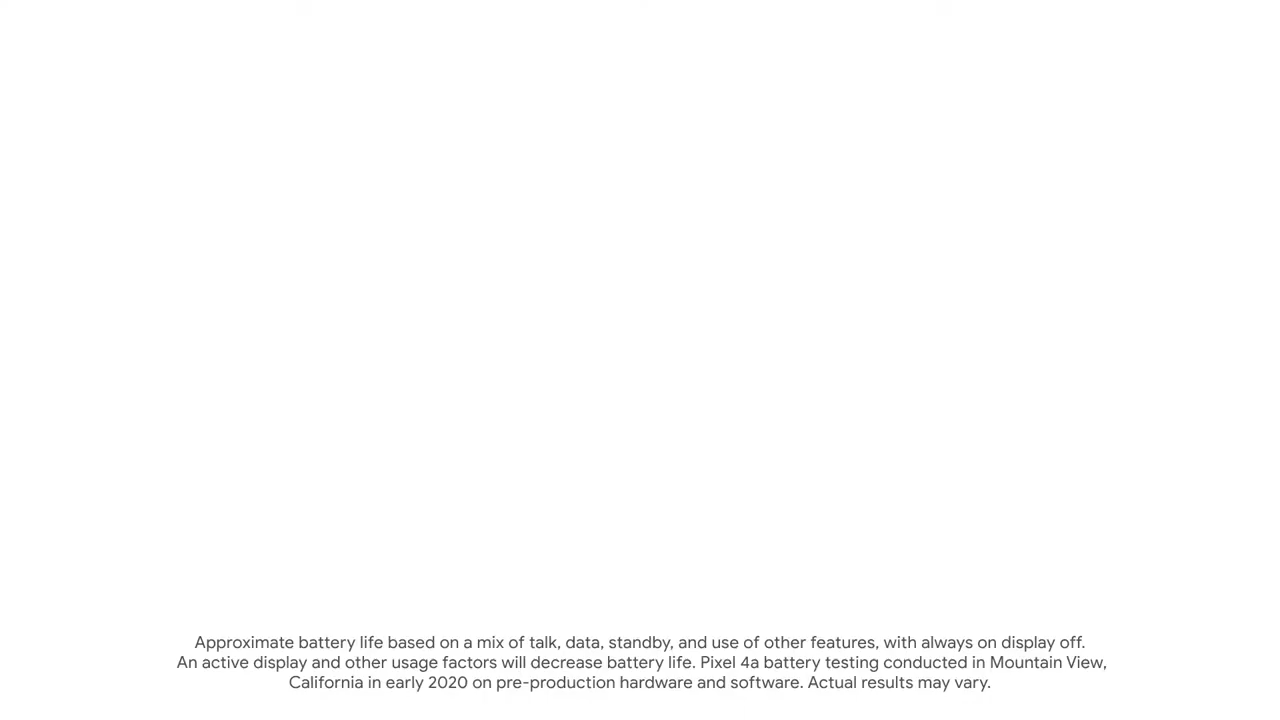 Approximate battery life based on a mix of talk, data, standby, and use of other features, with always on display off.
An active display and other usage factors will decrease battery life. Pixel 4a battery testing conducted in Mountain View,
California in early 2020 on pre-production hardware and software. Actual results may vary.